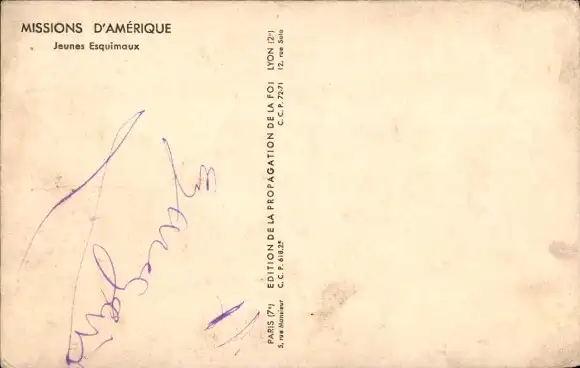 MISSIONS D'AMÉRIQUE
Jeunes Esquimaux
PARIS (7e) EDITION DE LA PROPAGATION DE LA FOI LYON (2e)
5, rue Monsieur C. C. P. 618.25 C. C. P. 72-71 12, rue Sala